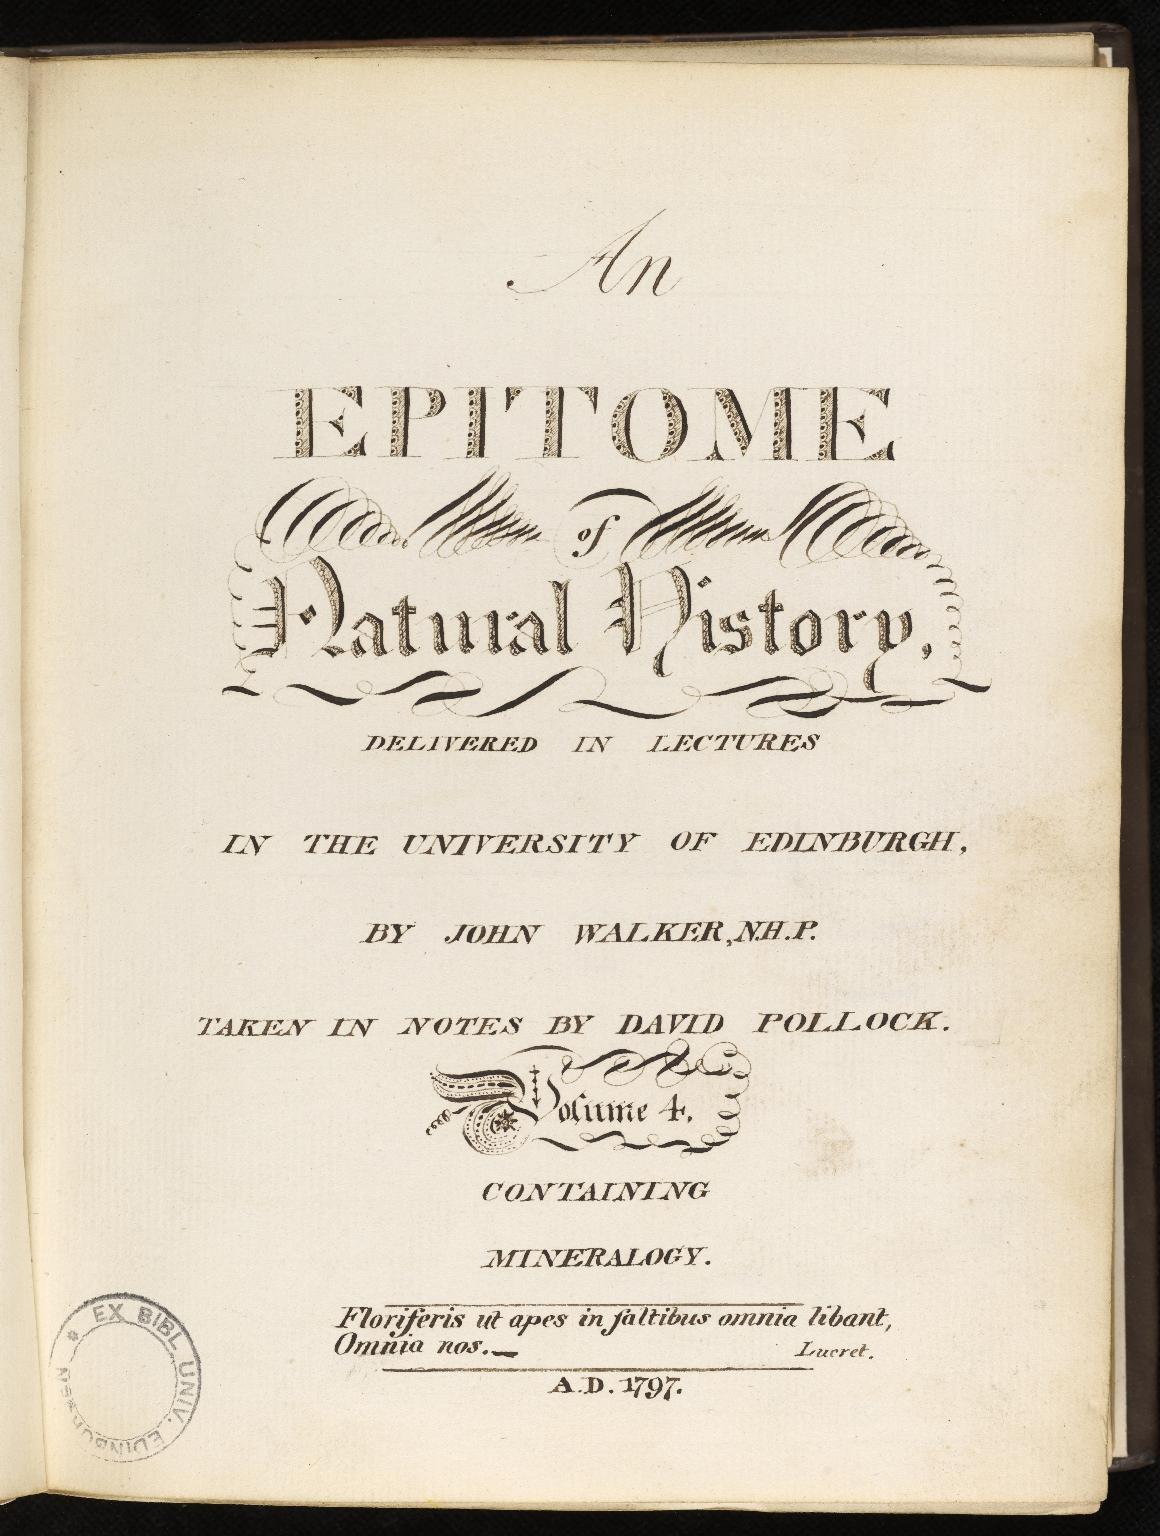 An
EPITOME
of
Natural History.
DELIVERED IN LECTURES
IN THE UNIVERSITY OF EDINBURGH,
BY JOHN WALKER, N.H.P.
TAKEN IN NOTES BY DAVID POLLOCK.
Volume 4.
CONTAINING
MINERALOGY.
Floriferis ut apes in ſaltibus omnia libant,
Omnia nos.—
Lucret.
A.D. 1797.
EX BIBL. UNIV. EDINBURGENSI